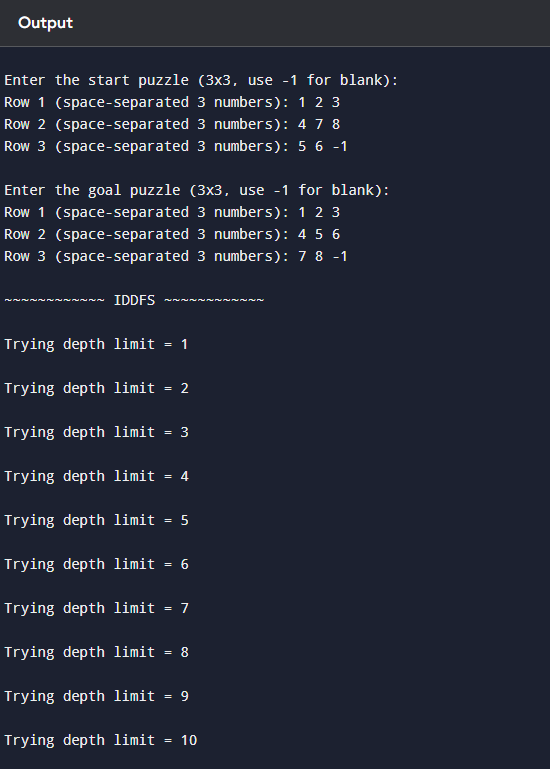 Output
Enter the start puzzle (3x3, use -1 for blank):
Row 1 (space-separated 3 numbers): 1 2 3
Row 2 (space-separated 3 numbers): 4 7 8
Row 3 (space-separated 3 numbers): 5 6 -1
Enter the goal puzzle (3x3, use -1 for blank):
Row 1 (space-separated 3 numbers): 1 2 3
Row 2 (space-separated 3 numbers): 4 5 6
Row 3 (space-separated 3 numbers): 7 8 -1
~~~~~~~~~~~~ IDDFS ~~~~~~~~~~~~
Trying depth limit = 1
Trying depth limit = 2
Trying depth limit = 3
Trying depth limit = 4
Trying depth limit = 5
Trying depth limit = 6
Trying depth limit = 7
Trying depth limit = 8
Trying depth limit = 9
Trying depth limit = 10